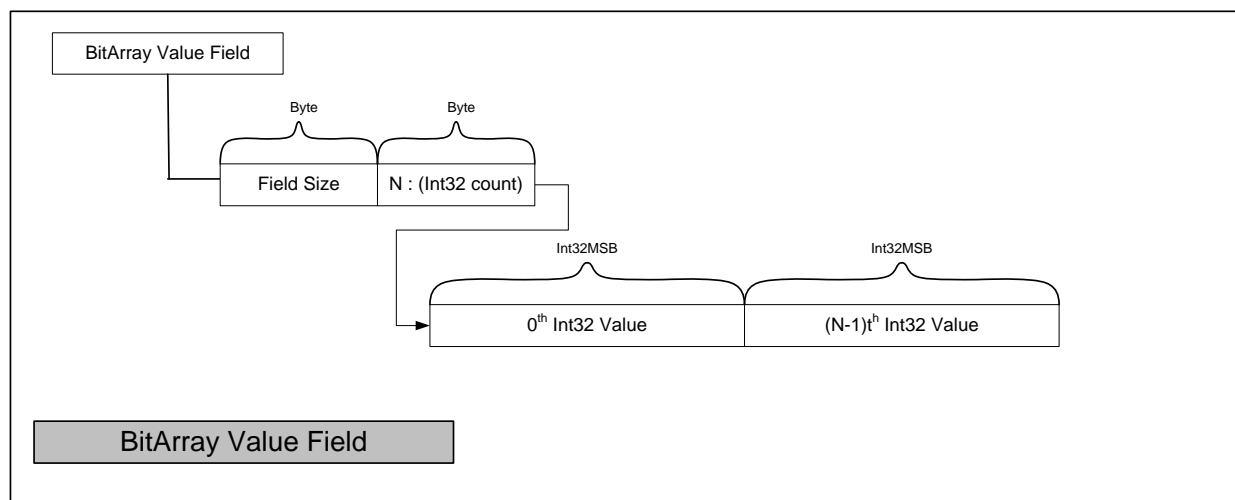 BitArray Value Field
Byte Byte
Field Size N : (Int32 count)
Int32MSB Int32MSB
0th Int32 Value (N-1)th Int32 Value
BitArray Value Field